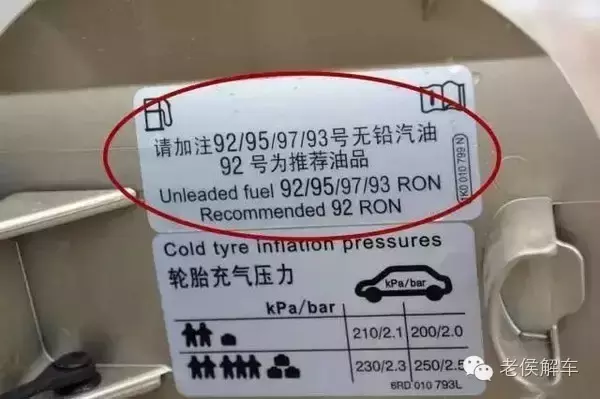 请加注92/95/97/93号无铅汽油
92 号为推荐油品
Unleaded fuel 92/95/97/93 RON
Recommended 92 RON
1K0 010 799 N
Cold tyre inflation pressures
轮胎充气压力
kPa/bar
kPa/bar
210/2.1 200/2.0
230/2.3 250/2.5
6RD 010 793L
老侯解车